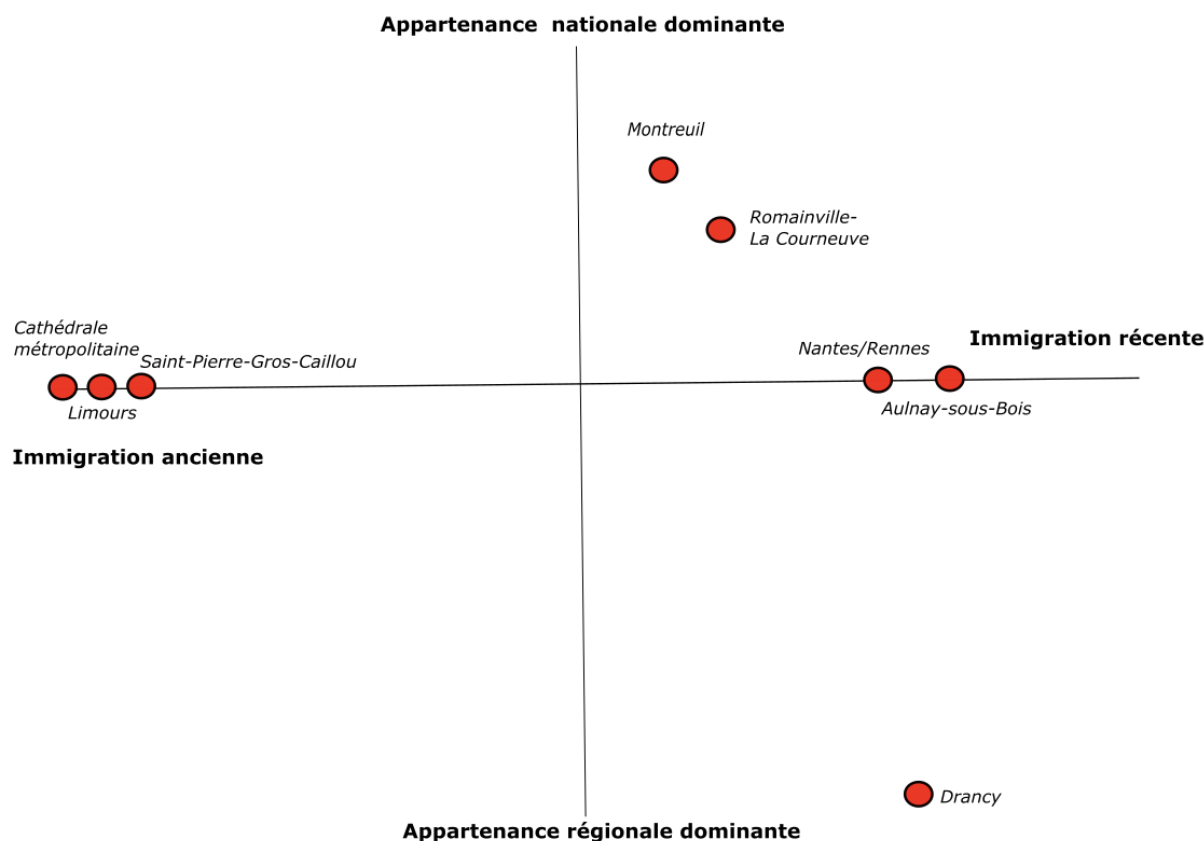 Appartenance  nationale dominante
Montreuil
Romainville-
La Courneuve
Cathédrale
métropolitaine
Saint-Pierre-Gros-Caillou
Nantes/Rennes
Immigration récente
Limours
Aulnay-sous-Bois
Immigration ancienne
Drancy
Appartenance régionale dominante